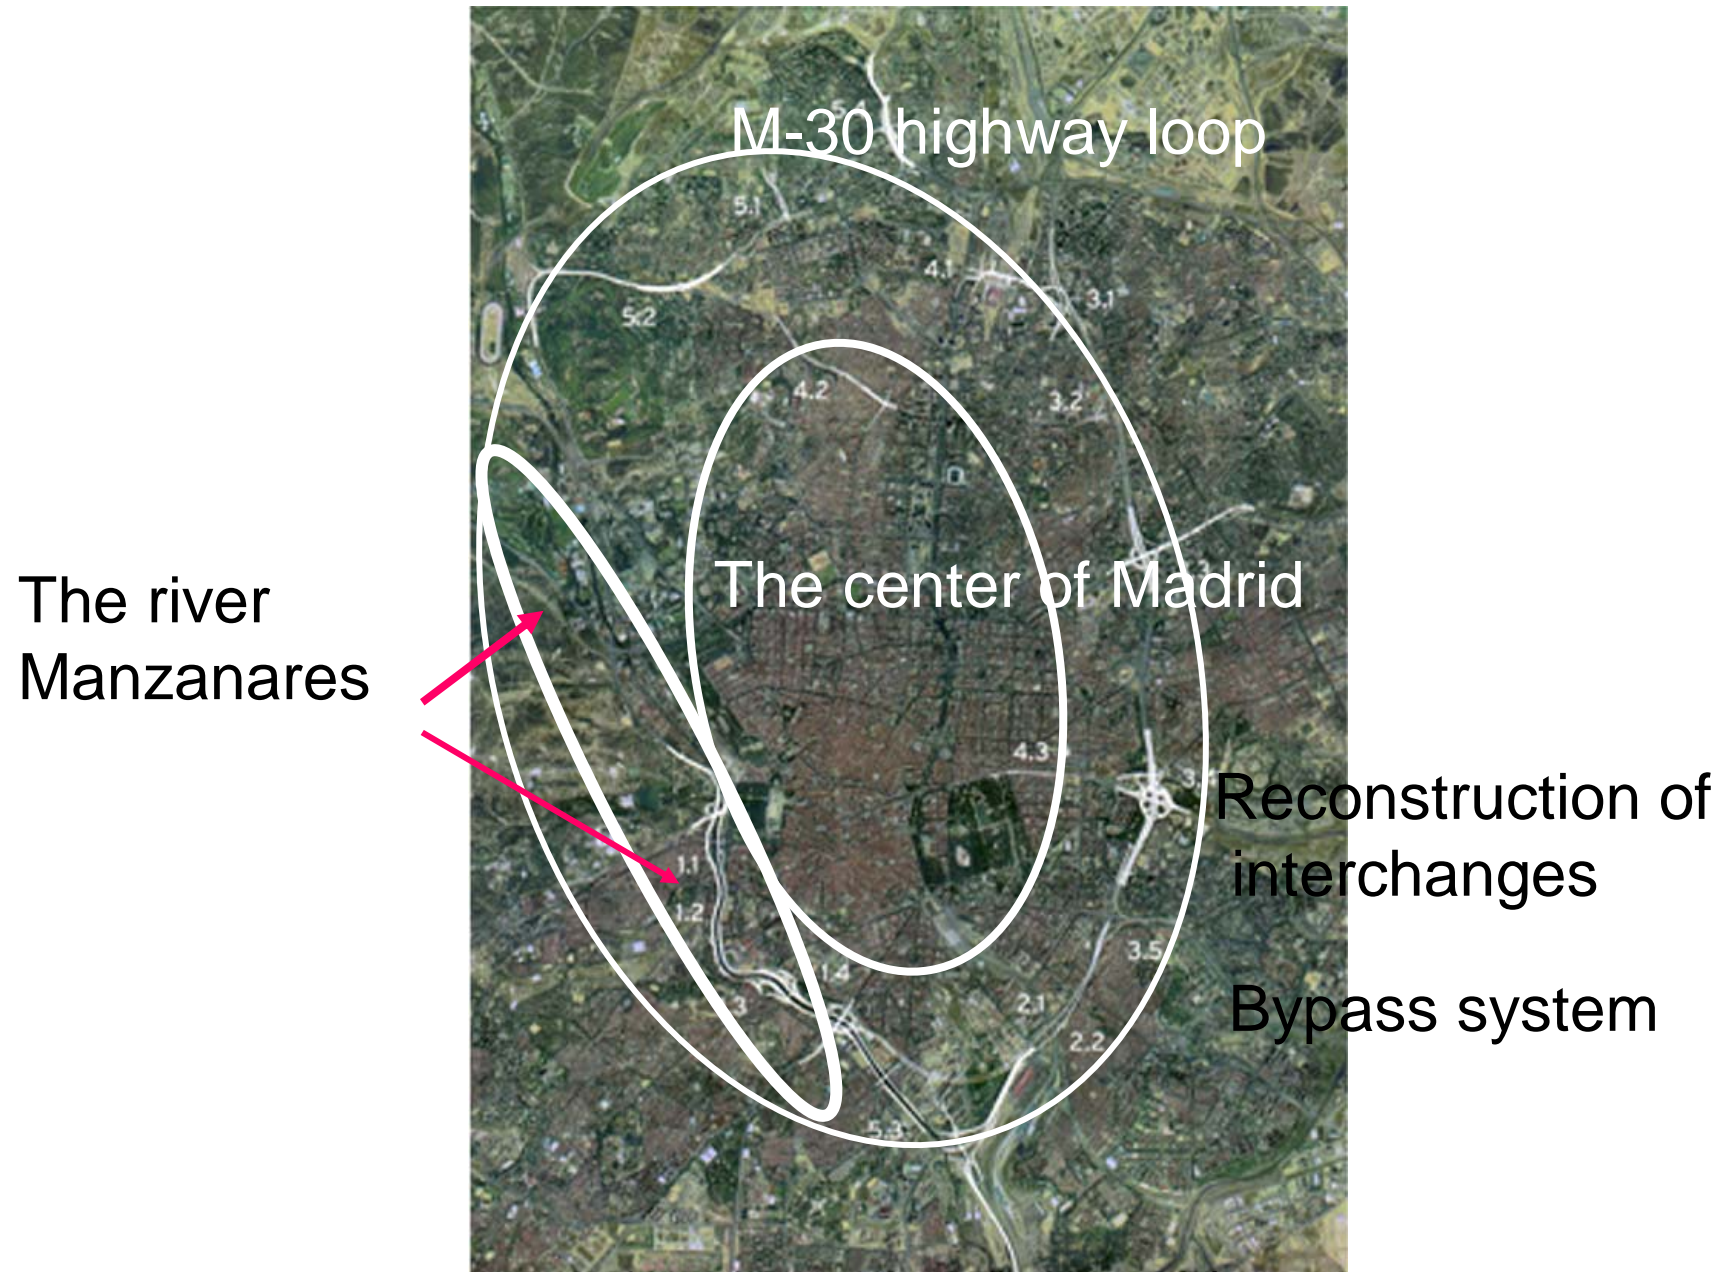 5.4
M-30 highway loop
5.1
4.1
3.1
5.2
4.2
3.2
The center of Madrid
The river
Manzanares
4.3
Reconstruction of
interchanges
1.1
1.2
3.5
1.4
Bypass system
2.1
2.2
5.3